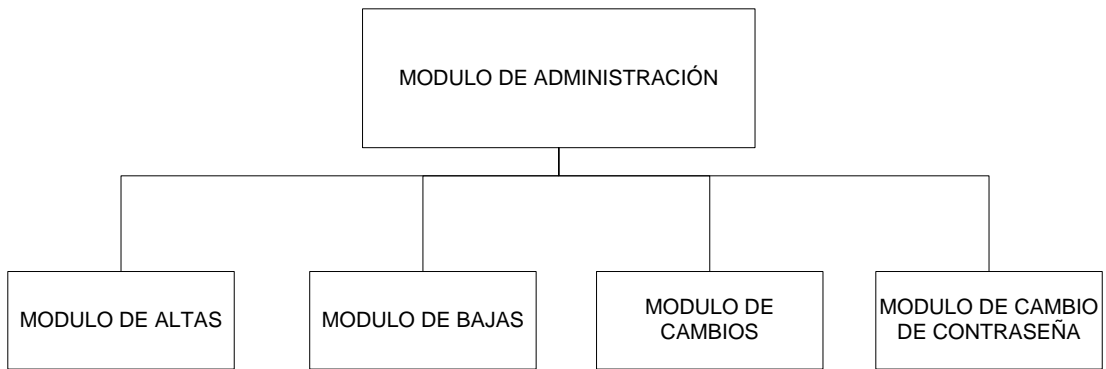 MODULO DE ADMINISTRACIÓN
MODULO DE ALTAS
MODULO DE BAJAS
MODULO DE
CAMBIOS
MODULO DE CAMBIO
DE CONTRASEÑA